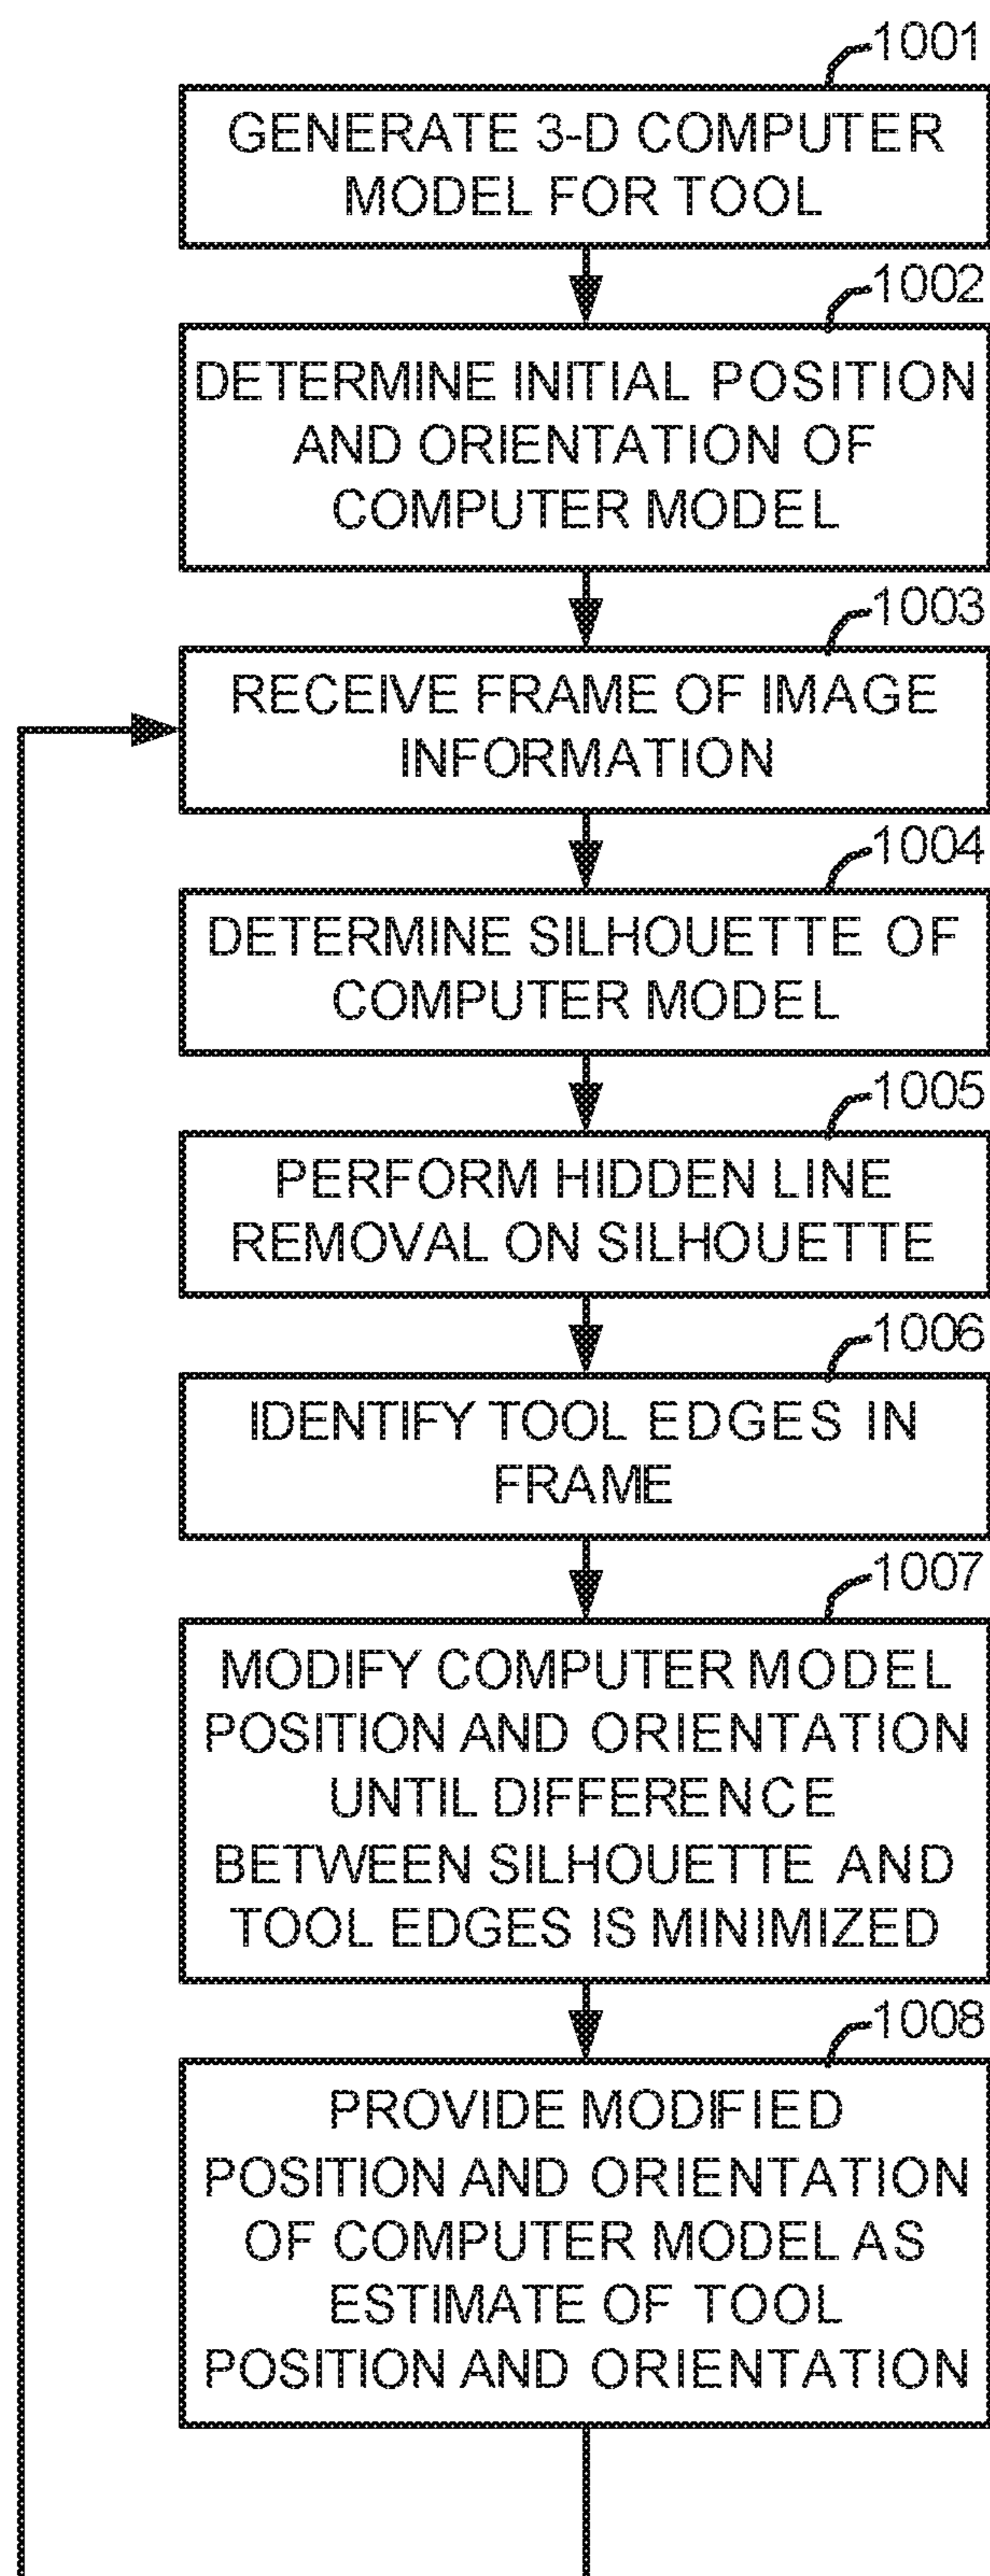 1001
GENERATE 3-D COMPUTER
MODEL FOR TOOL
1002
DETERMINE INITIAL POSITION
AND ORIENTATION OF
COMPUTER MODEL
1003
RECEIVE FRAME OF IMAGE
INFORMATION
1004
DETERMINE SILHOUETTE OF
COMPUTER MODEL
1005
PERFORM HIDDEN LINE
REMOVAL ON SILHOUETTE
1006
IDENTIFY TOOL EDGES IN
FRAME
1007
MODIFY COMPUTER MODEL
POSITION AND ORIENTATION
UNTIL DIFFERENCE
BETWEEN SILHOUETTE AND
TOOL EDGES IS MINIMIZED
1008
PROVIDE MODIFIED
POSITION AND ORIENTATION
OF COMPUTER MODEL AS
ESTIMATE OF TOOL
POSITION AND ORIENTATION